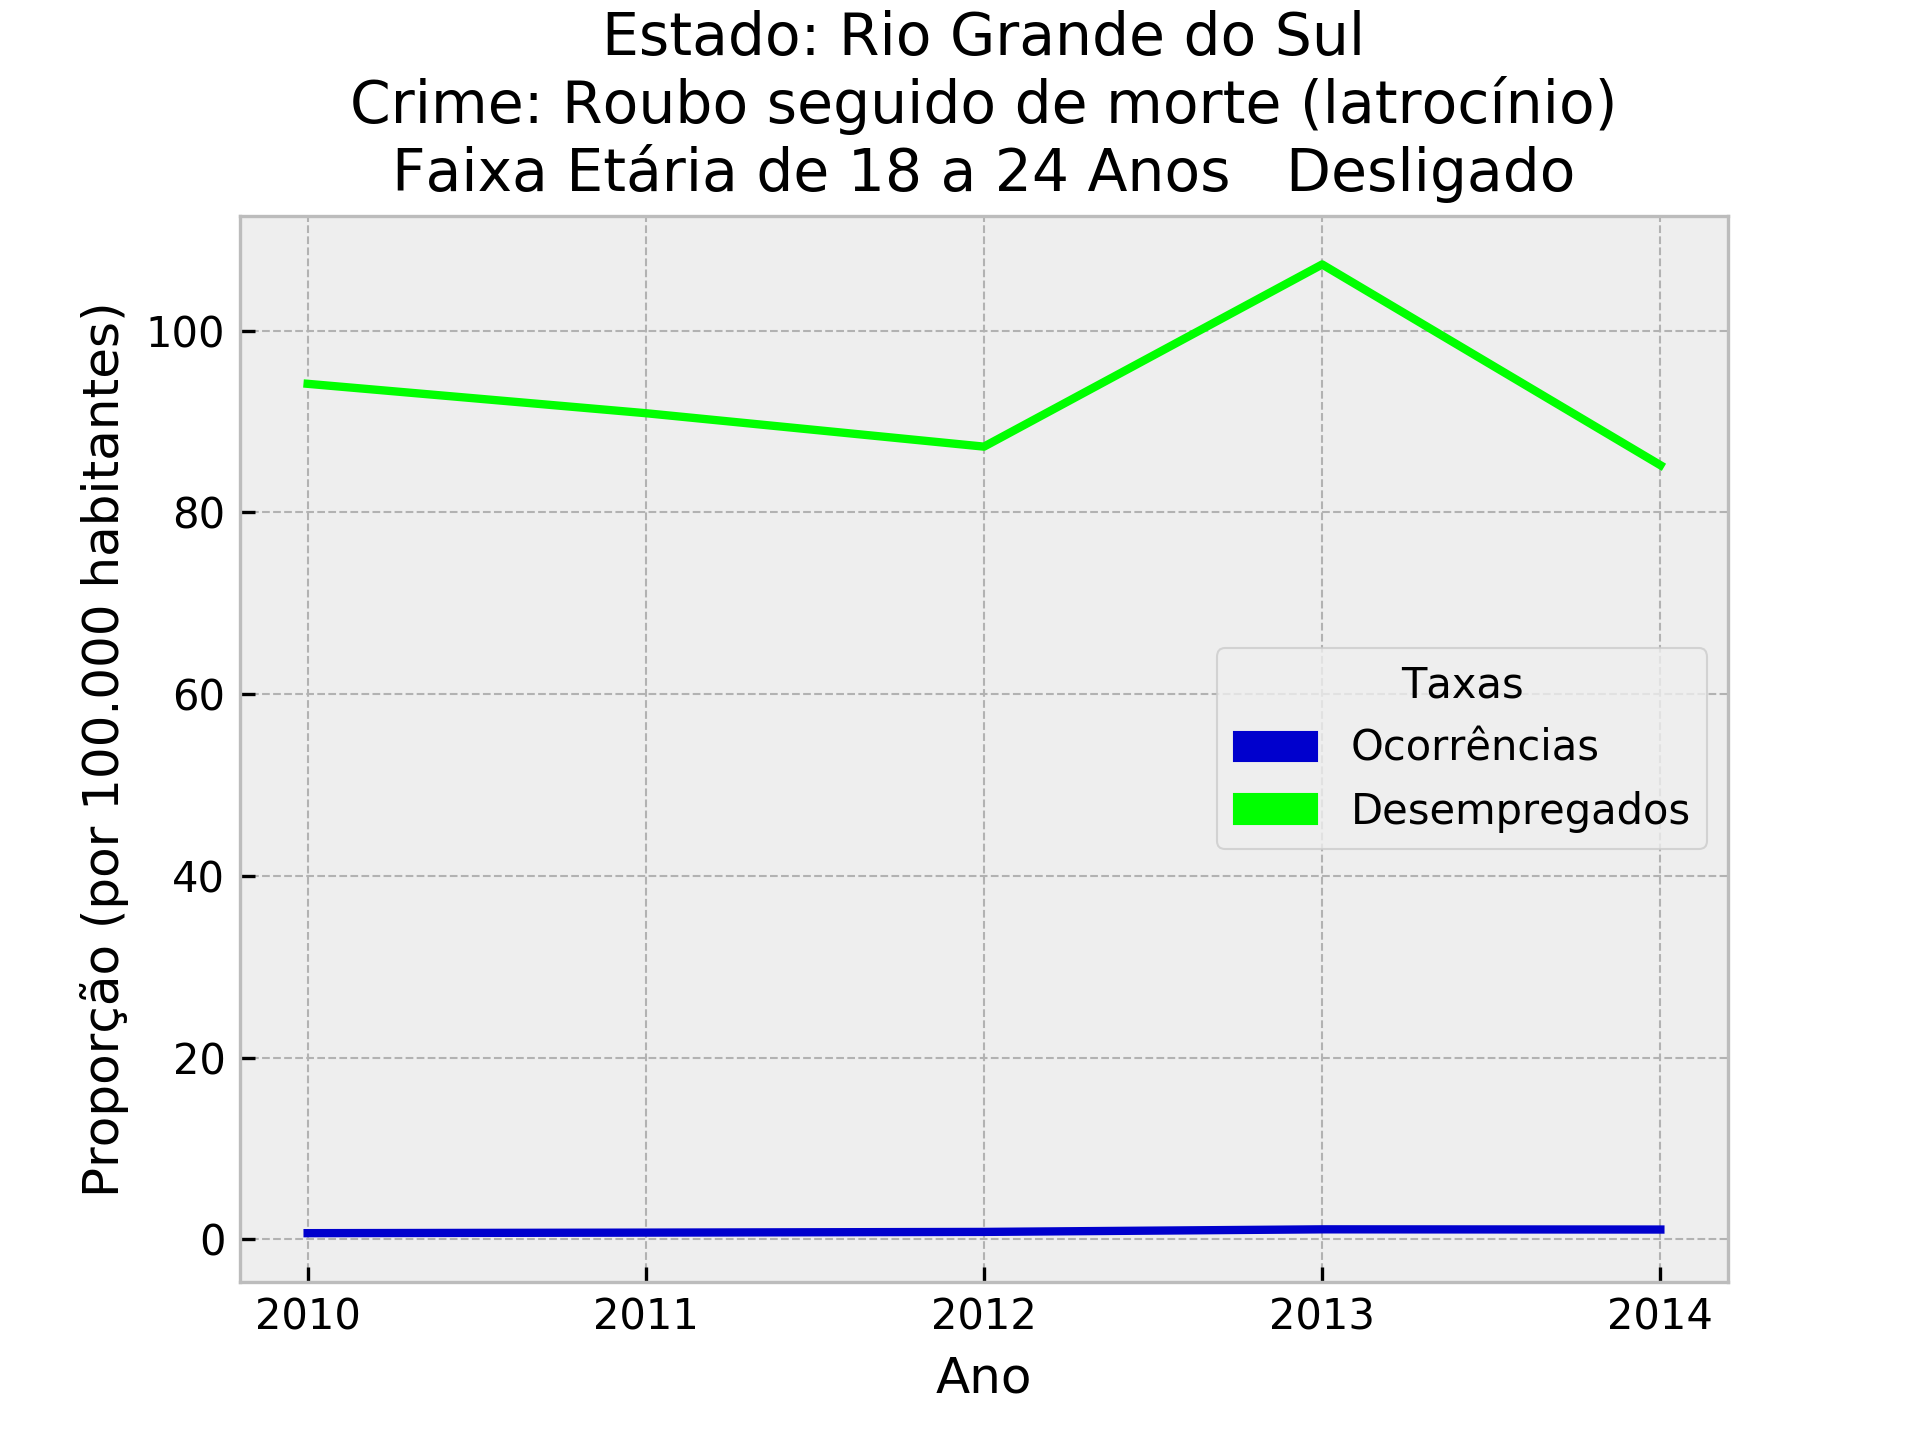 Estado: Rio Grande do Sul
Crime: Roubo seguido de morte (latrocínio)
Faixa Etária de 18 a 24 Anos   Desligado
Proporção (por 100.000 habitantes)
100
80
60
40
20
0
Taxas
Ocorrências
Desempregados
2010
2011
2012
2013
2014
Ano